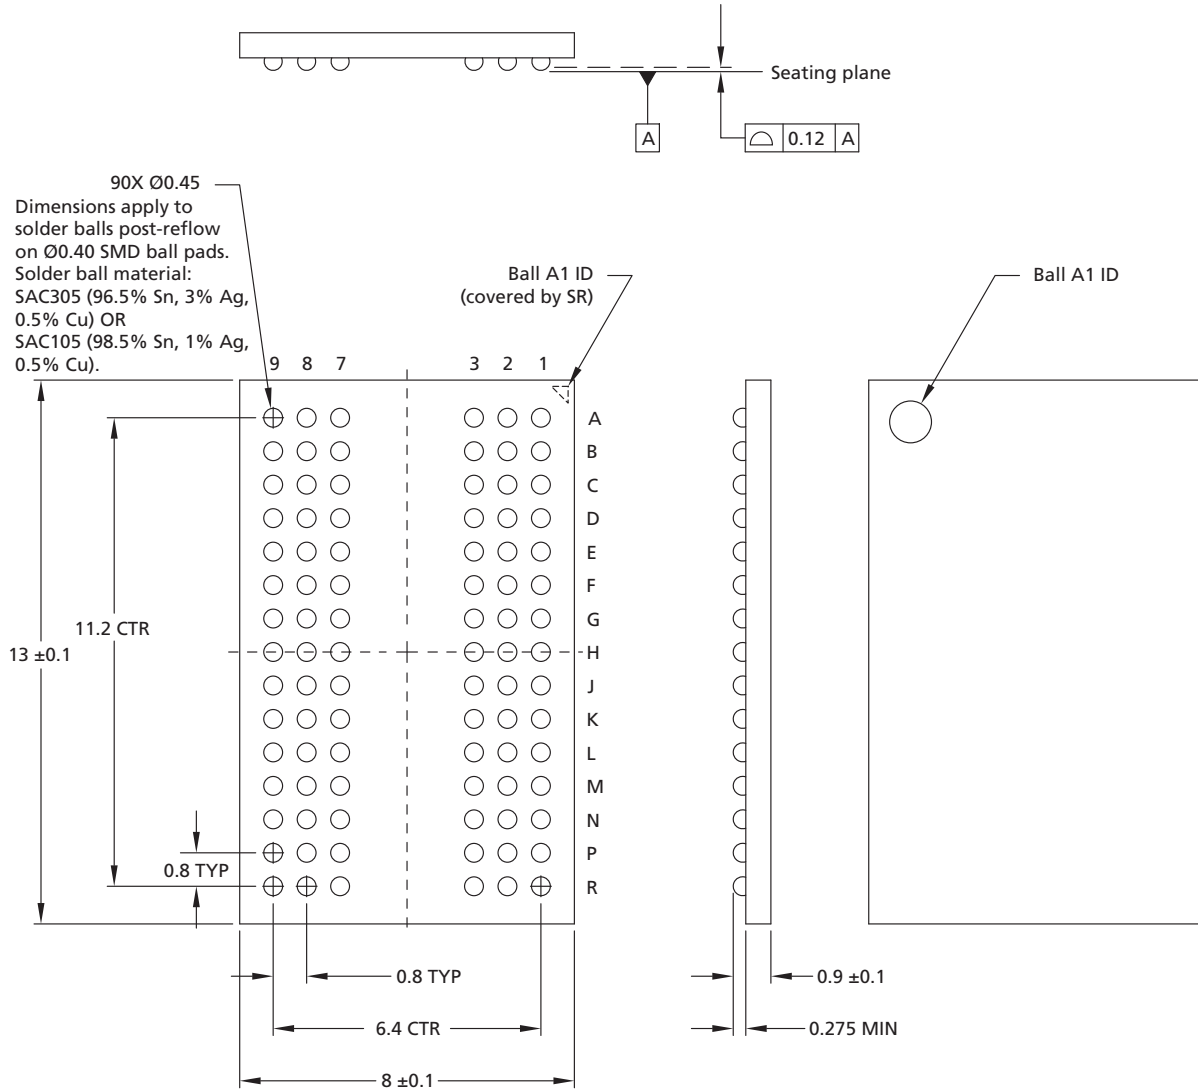 Seating plane
A
0.12 A
90X Ø0.45
Dimensions apply to
solder balls post-reflow
on Ø0.40 SMD ball pads.
Solder ball material:
SAC305 (96.5% Sn, 3% Ag,
0.5% Cu) OR
SAC105 (98.5% Sn, 1% Ag,
0.5% Cu).
Ball A1 ID
(covered by SR)
Ball A1 ID
9 8 7 3 2 1
A
B
C
D
E
F
G
H
J
K
L
M
N
P
R
11.2 CTR
13 ±0.1
0.8 TYP
0.8 TYP
6.4 CTR
8 ±0.1
0.9 ±0.1
0.275 MIN